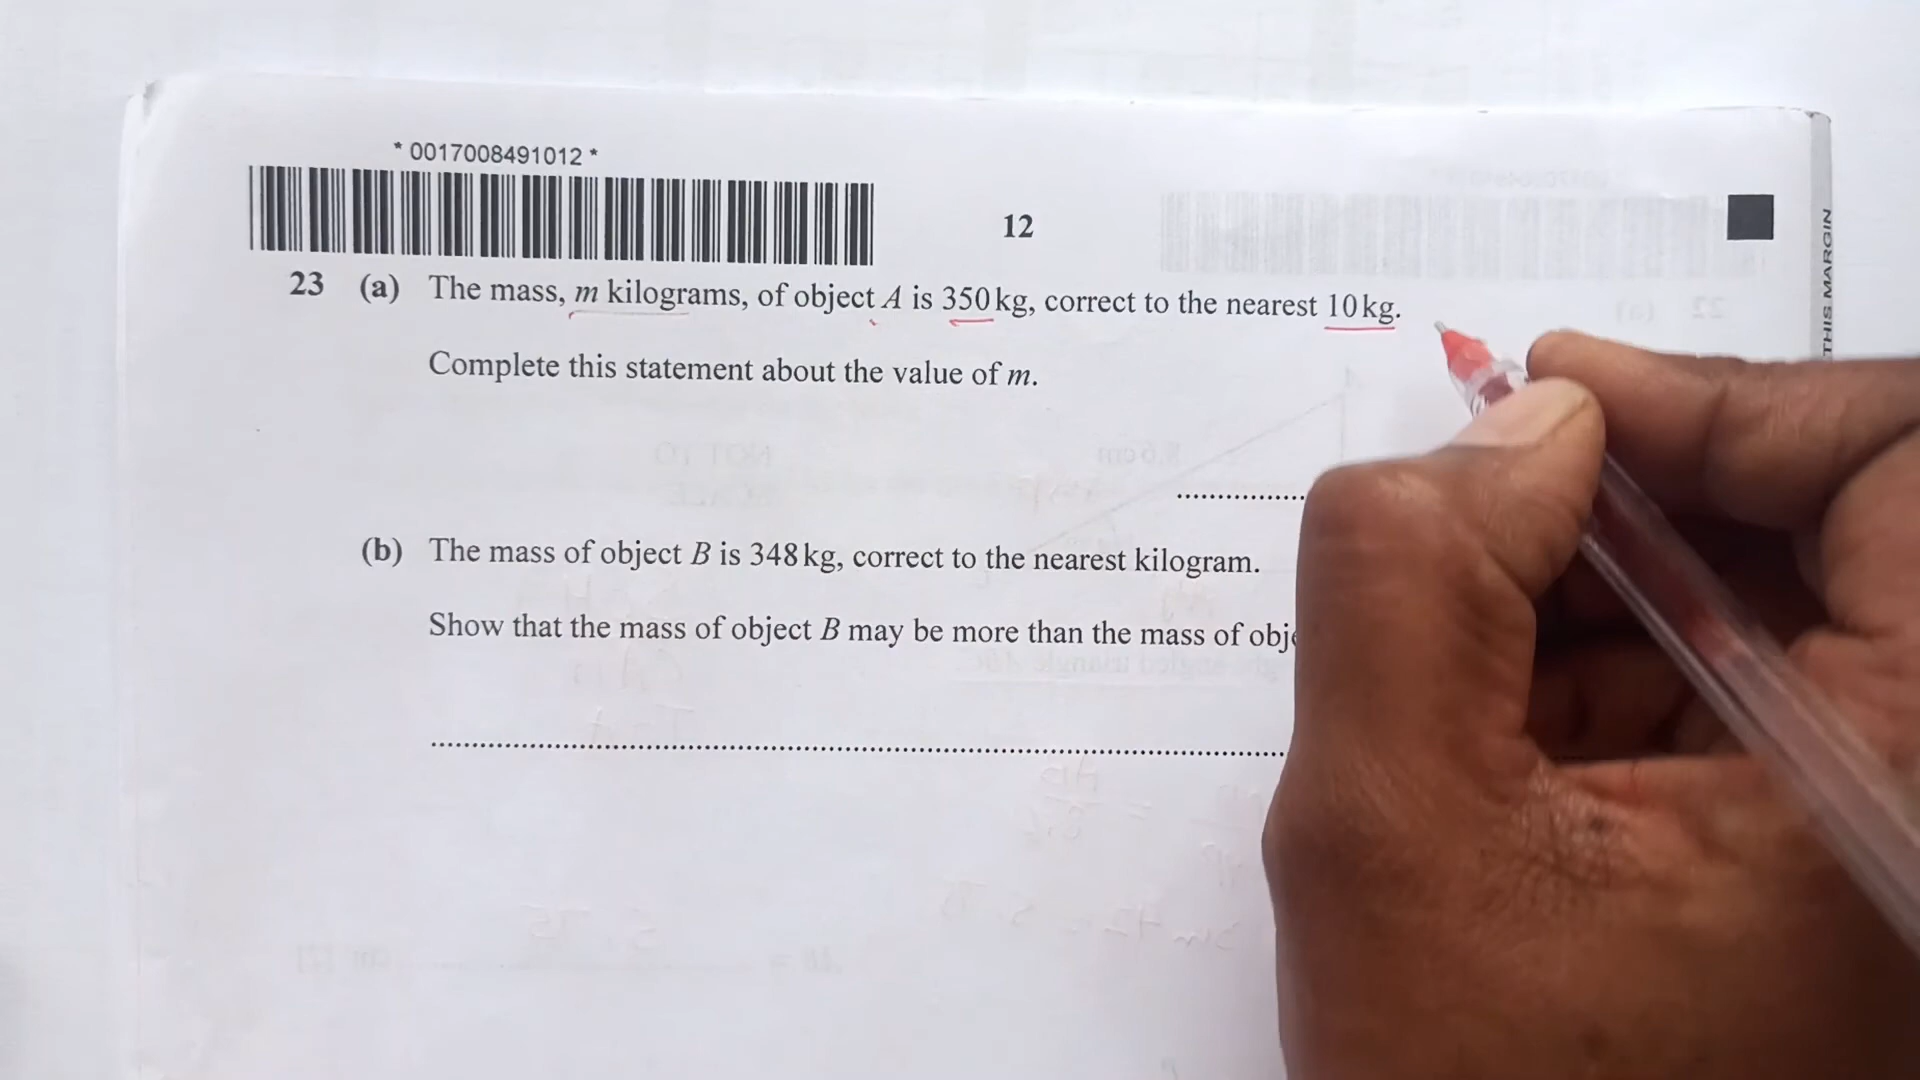 * 0017008491012 *
12
THIS MARGIN
23 (a) The mass, m kilograms, of object A is 350 kg, correct to the nearest 10 kg.
Complete this statement about the value of m.
(b) The mass of object B is 348 kg, correct to the nearest kilogram.
Show that the mass of object B may be more than the mass of